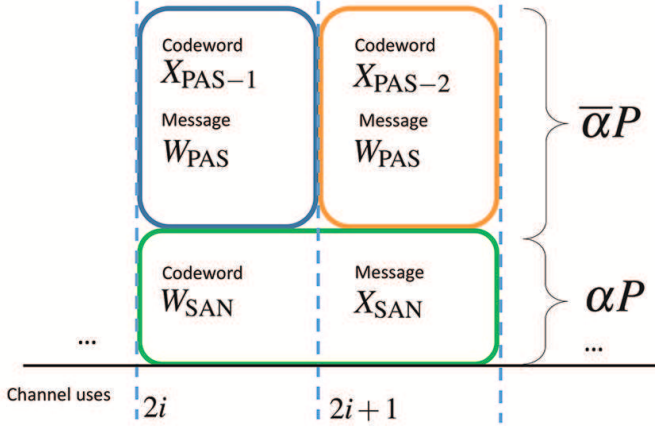 Codeword
X_PAS−1
Message
W_PAS
Codeword
X_PAS−2
Message
W_PAS
α̅P
Codeword
W_SAN
Message
X_SAN
αP
...
...
Channel uses
2i
2i+1